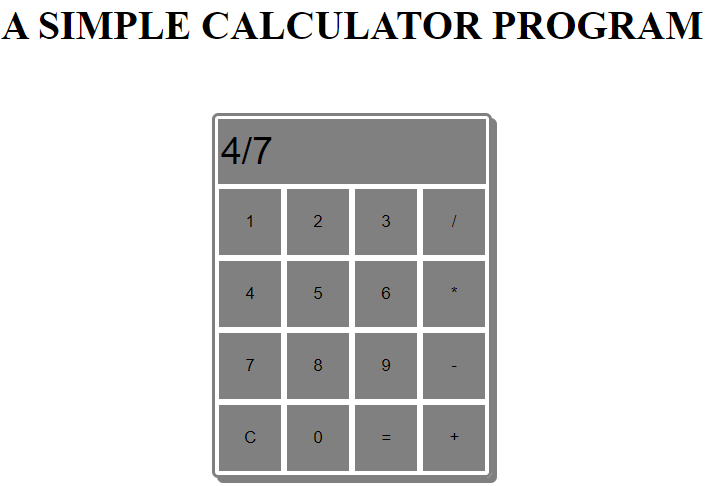 A SIMPLE CALCULATOR PROGRAM
4/7
1 2 3 /
4 5 6 *
7 8 9 -
C 0 = +